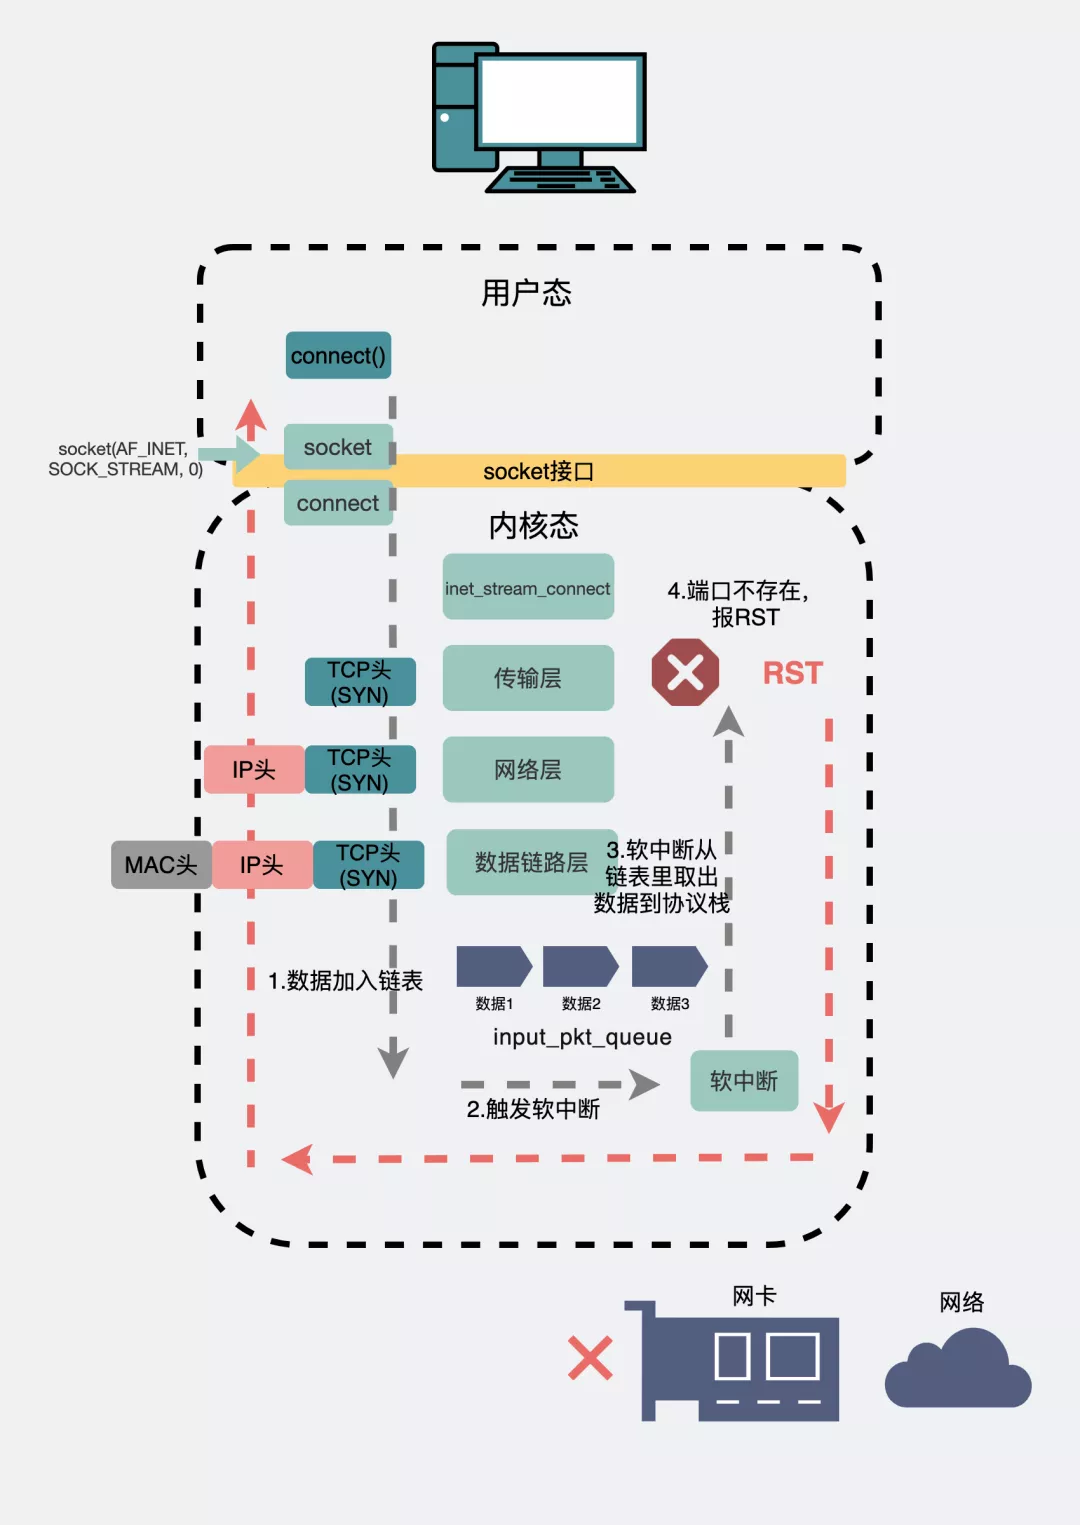 用户态
connect()
socket(AF_INET,
SOCK_STREAM, 0)
socket
socket接口
connect
内核态
inet_stream_connect
4.端口不存在，
报RST
TCP头
(SYN)
传输层
RST
IP头
TCP头
(SYN)
网络层
MAC头
IP头
TCP头
(SYN)
数据链路层
3.软中断从
链表里取出
数据到协议栈
1.数据加入链表
数据1
数据2
数据3
input_pkt_queue
软中断
2.触发软中断
网卡
网络